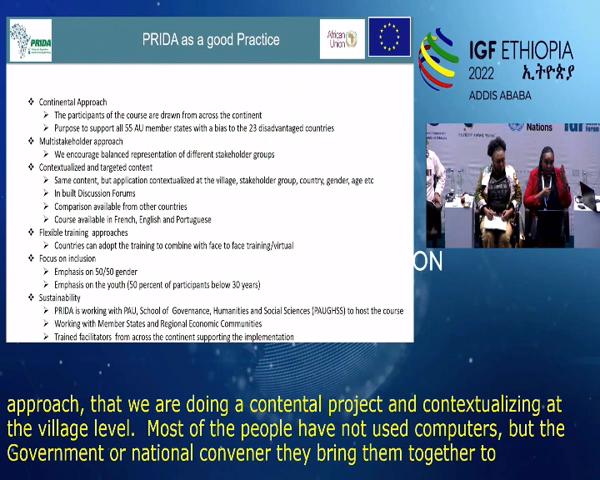 PRIDA
PRIDA as a good Practice
African
Union
IGF ETHIOPIA
2022 ኢትዮጵያ
ADDIS ABABA
❖ Continental Approach
➢ The participants of the course are drawn from across the continent
➢ Purpose to support all 55 AU member states with a bias to the 23 disadvantaged countries
❖ Multistakeholder approach
➢ We encourage balanced representation of different stakeholder groups
❖ Contextualized and targeted content
➢ Same content, but application contextualized at the village, stakeholder group, country, gender, age etc
➢ In built Discussion Forums
➢ Comparison available from other countries
➢ Course available in French, English and Portuguese
❖ Flexible training approaches
➢ Countries can adopt the training to combine with face to face training/virtual
❖ Focus on inclusion
➢ Emphasis on 50/50 gender
➢ Emphasis on the youth (50 percent of participants below 30 years)
❖ Sustainability
➢ PRIDA is working with PAU, School of Governance, Humanities and Social Sciences (PAUGHSS) to host the course
➢ Working with Member States and Regional Economic Communities
➢ Trained facilitators from across the continent supporting the implementation
Nations
ON
approach, that we are doing a contental project and contextualizing at
the village level. Most of the people have not used computers, but the
Government or national convener they bring them together to